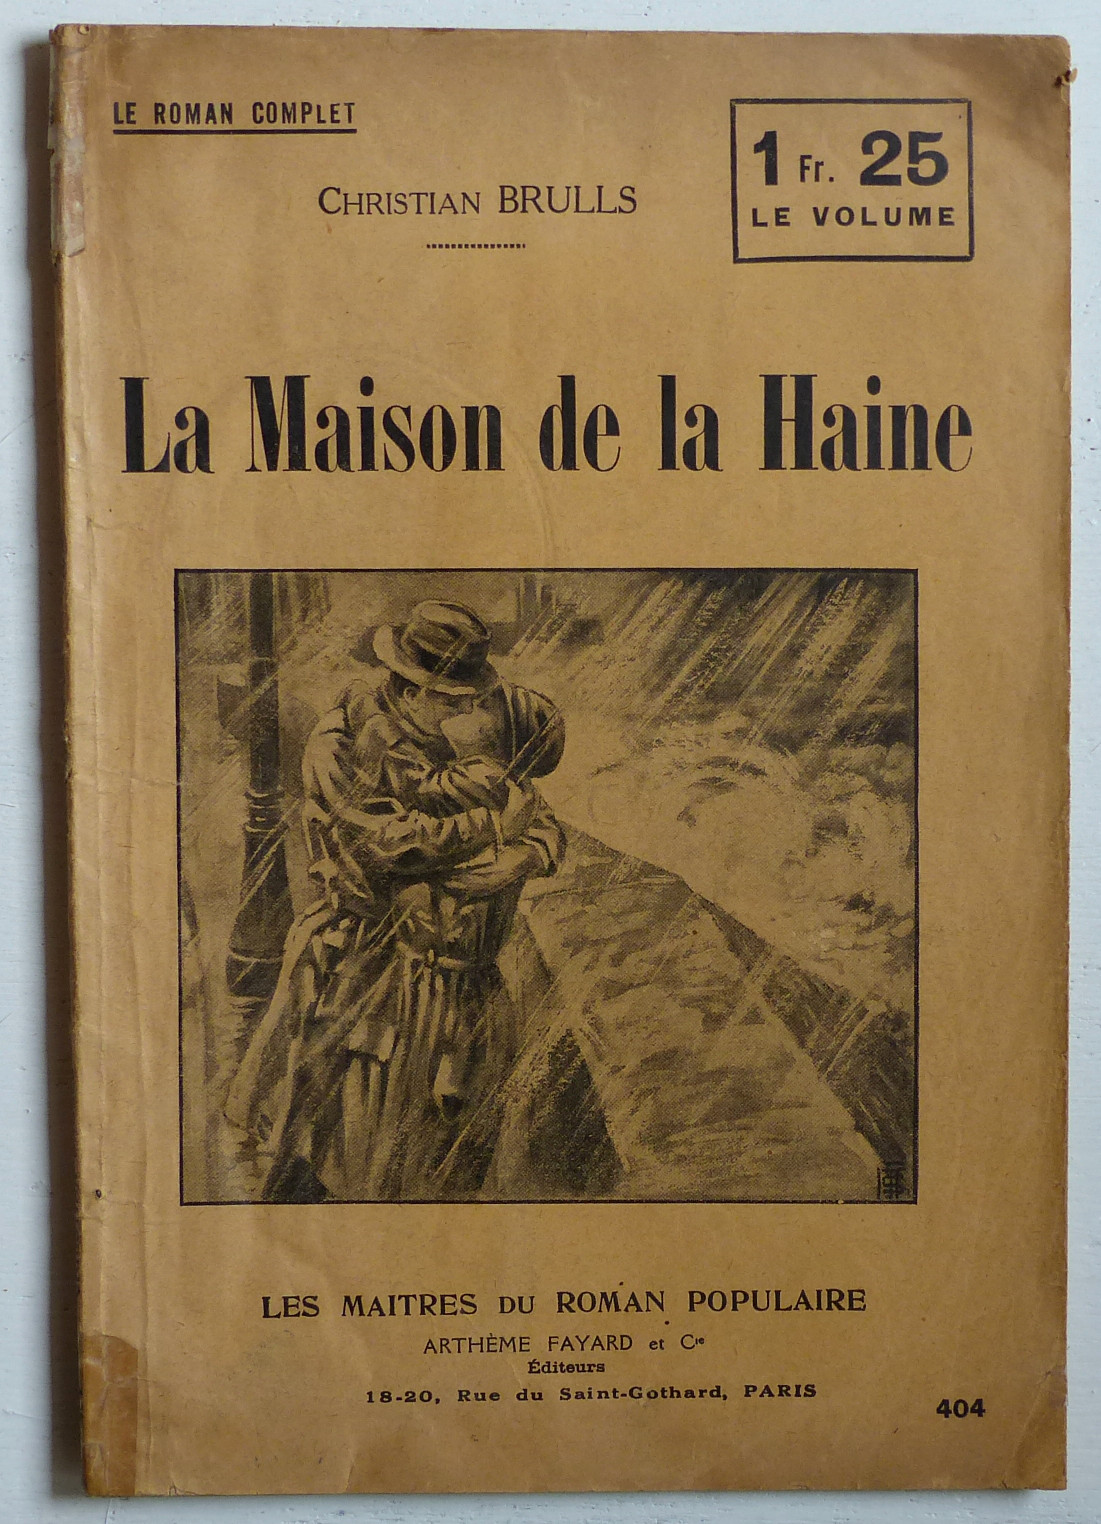 LE ROMAN COMPLET
1 Fr. 25
LE VOLUME
CHRISTIAN BRULLS
La Maison de la Haine
LES MAITRES DU ROMAN POPULAIRE
ARTHÈME FAYARD et Cie
Éditeurs
18-20, Rue du Saint-Gothard, PARIS
404